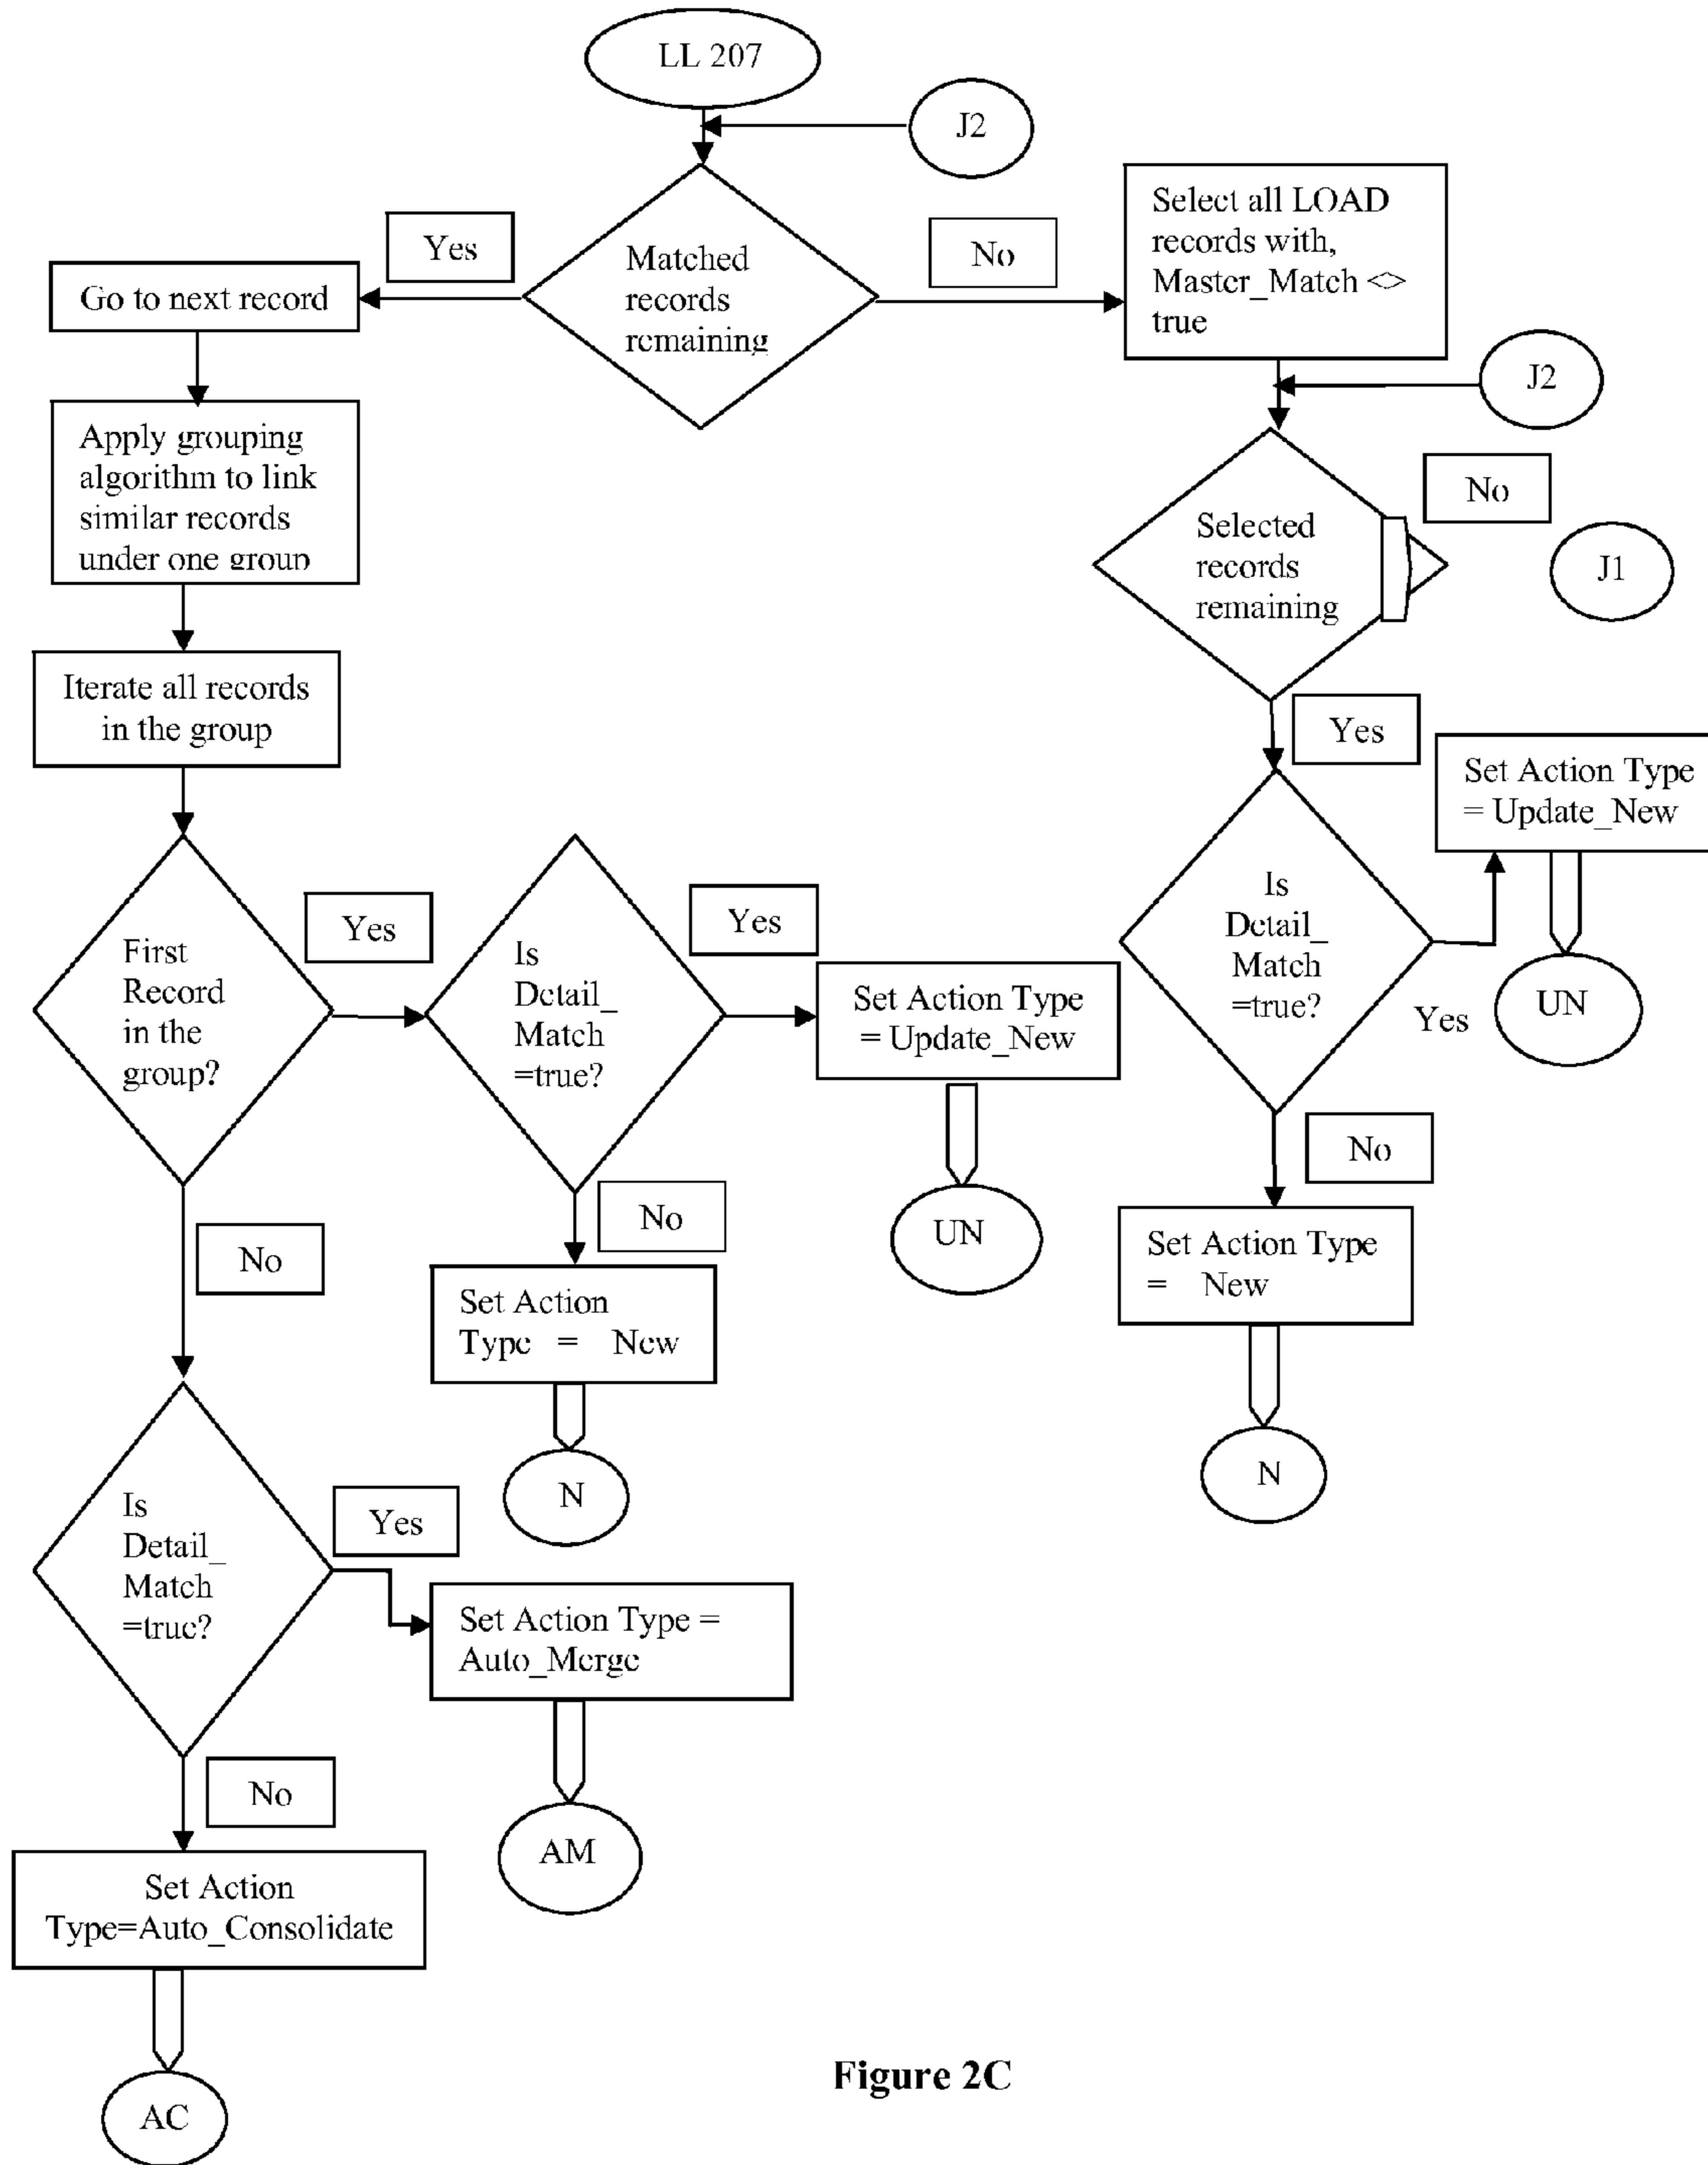 LL 207
J2
Yes
Matched
records
remaining
No
Select all LOAD
records with,
Master_Match <>
true
Go to next record
J2
Apply grouping
algorithm to link
similar records
under one group
No
Selected
records
remaining
J1
Iterate all records
in the group
Yes
Set Action Type
= Update_New
First
Record
in the
group?
Yes
Is
Detail_
Match
=true?
Yes
Set Action Type
= Update_New
Is
Detail_
Match
=true?
Yes
UN
UN
No
No
No
Set Action
Type = New
Set Action Type
= New
N
N
Is
Detail_
Match
=true?
Yes
Set Action Type =
Auto_Merge
No
AM
Set Action
Type=Auto_Consolidate
AC
Figure 2C